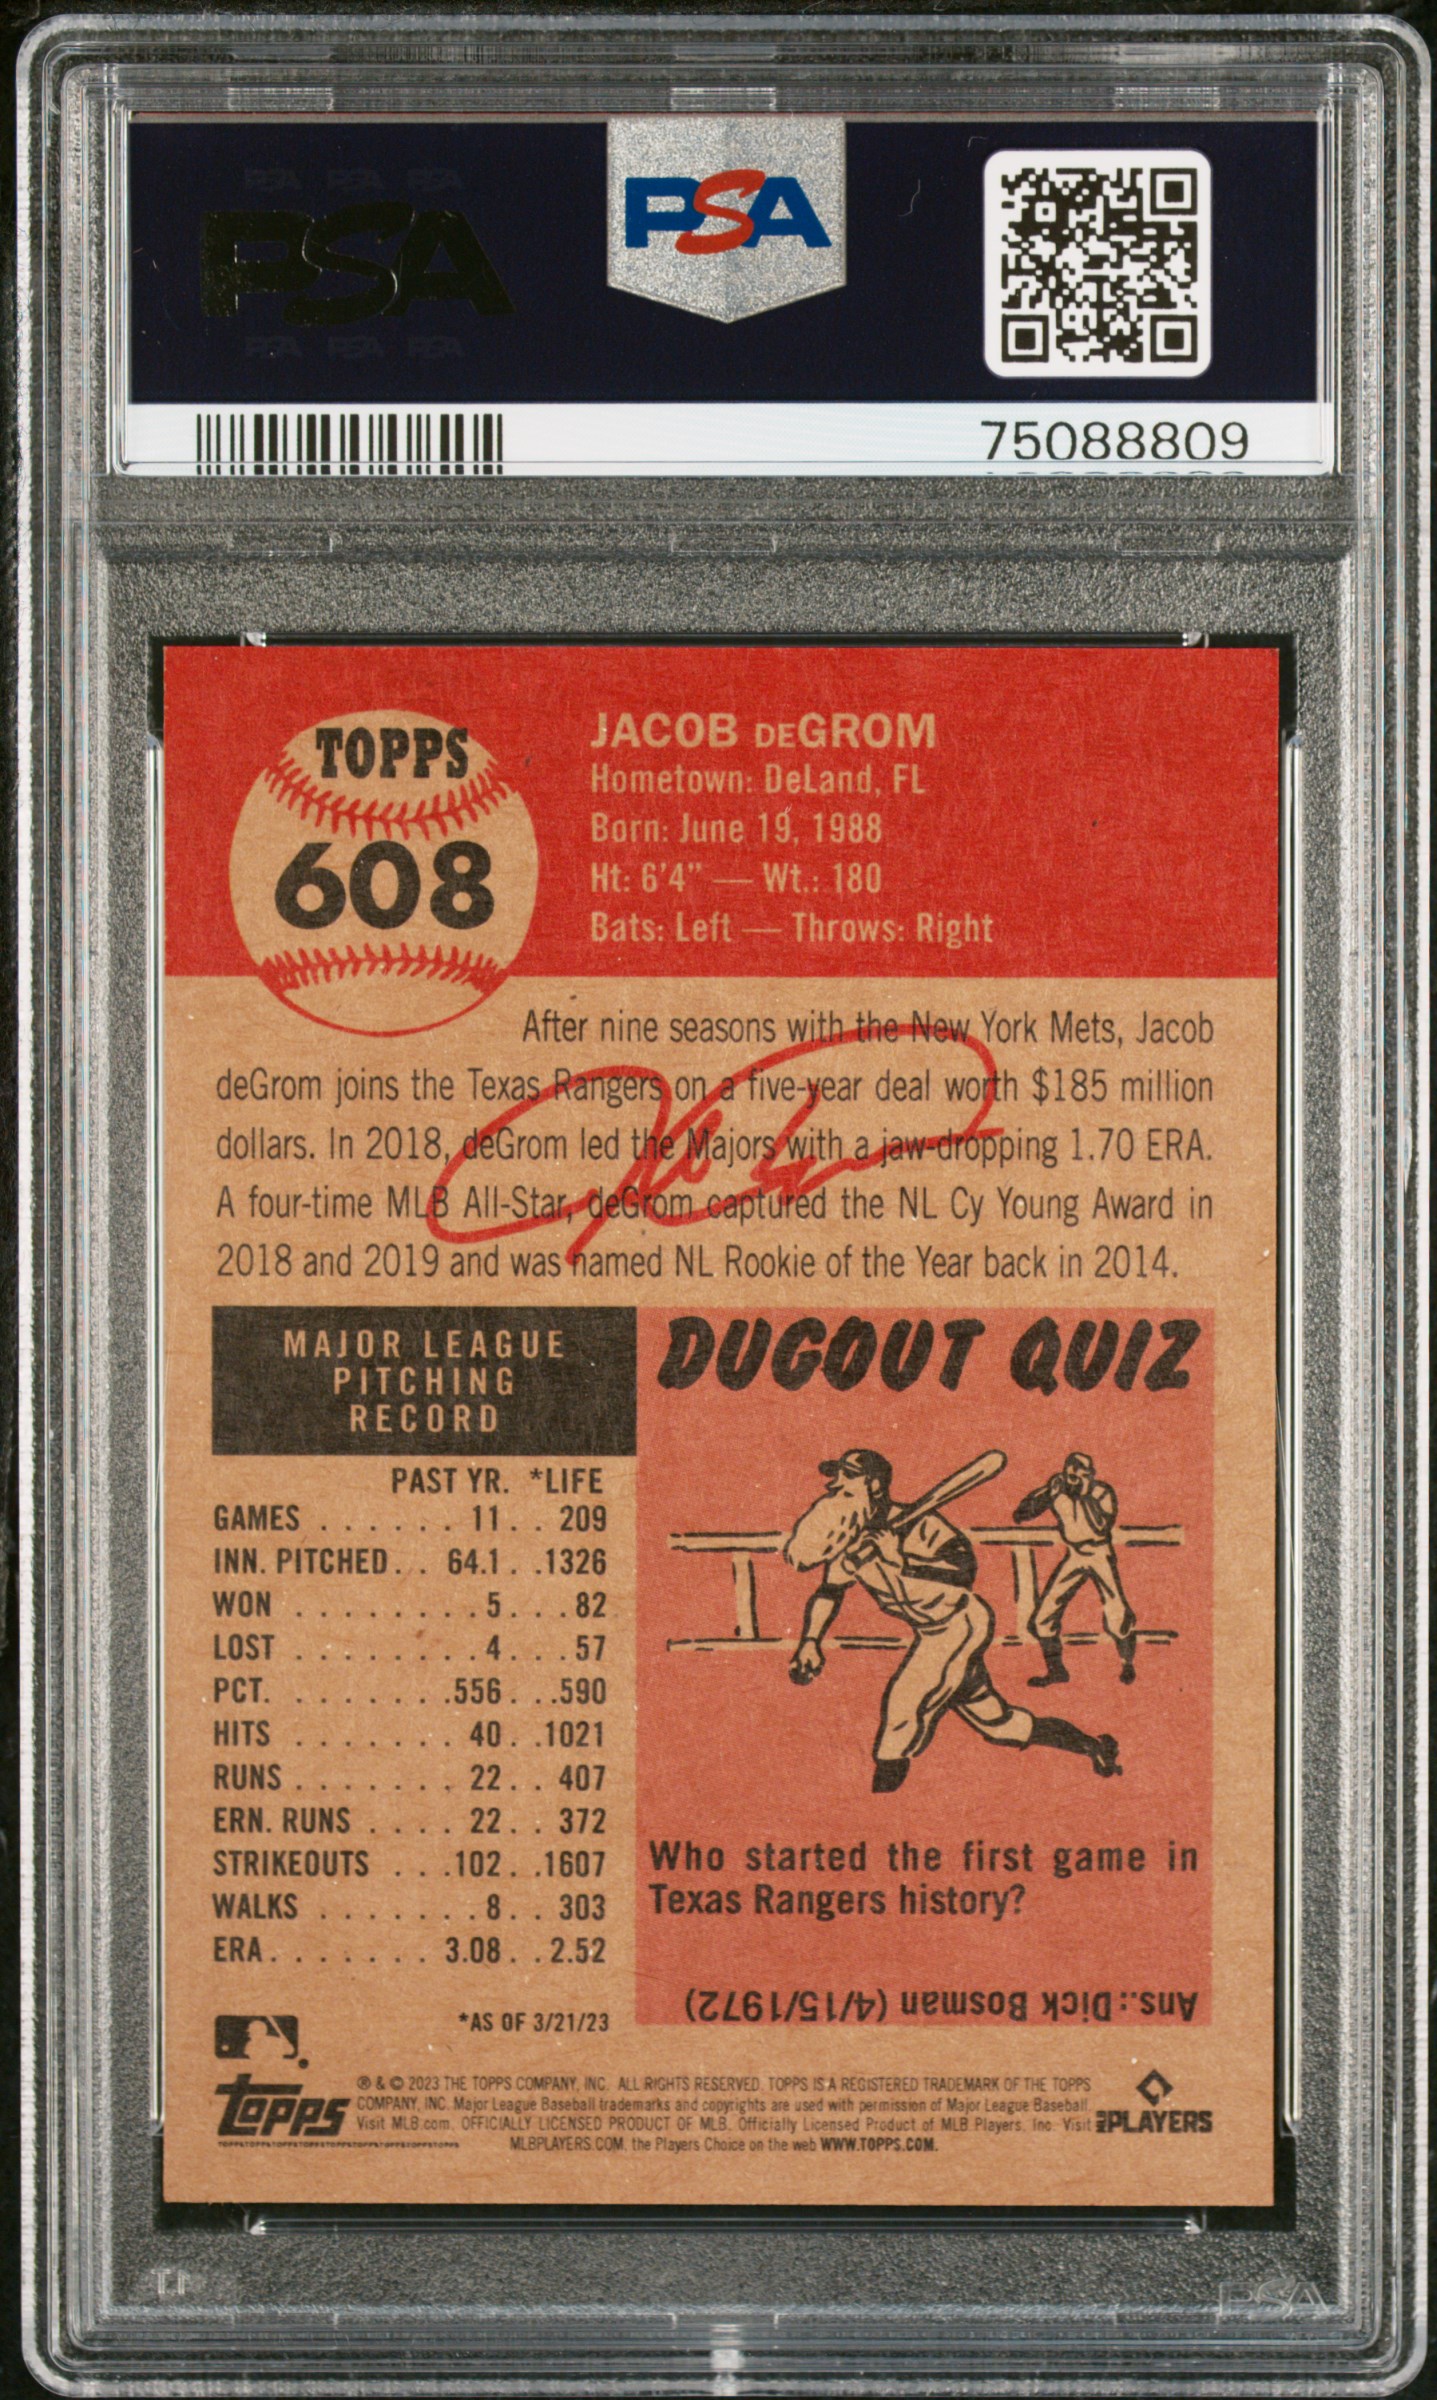 PSA PSA PSA
PSA
PSA PSA PSA
PSA
75088809
TOPPS
608
JACOB DEGROM
Hometown: DeLand, FL
Born: June 19, 1988
Ht: 6'4" — Wt.: 180
Bats: Left — Throws: Right
After nine seasons with the New York Mets, Jacob
deGrom joins the Texas Rangers on a five-year deal worth $185 million
dollars. In 2018, deGrom led the Majors with a jaw-dropping 1.70 ERA.
A four-time MLB All-Star, deGrom captured the NL Cy Young Award in
2018 and 2019 and was named NL Rookie of the Year back in 2014.
MAJOR LEAGUE
PITCHING
RECORD
PAST YR. *LIFE
GAMES . . . . . . 11 . . 209
INN. PITCHED . . 64.1 . . 1326
WON . . . . . . . . 5 . . . 82
LOST . . . . . . . . 4 . . . 57
PCT. . . . . . . . .556 . . .590
HITS . . . . . . . 40 . . 1021
RUNS . . . . . . . 22 . . 407
ERN. RUNS . . . . 22 . . 372
STRIKEOUTS . . . 102 . . 1607
WALKS . . . . . . . 8 . . 303
ERA . . . . . . . 3.08 . . 2.52
*AS OF 3/21/23
DUGOUT QUIZ
Who started the first game in
Texas Rangers history?
Ans.: Dick Bosman (4/15/1972)
topps
® & © 2023 THE TOPPS COMPANY, INC. ALL RIGHTS RESERVED. TOPPS IS A REGISTERED TRADEMARK OF THE TOPPS
COMPANY, INC. Major League Baseball trademarks and copyrights are used with permission of Major League Baseball.
Visit MLB.com. OFFICIALLY LICENSED PRODUCT OF MLB. Officially Licensed Product of MLB Players, Inc. Visit
MLBPLAYERS.COM, the Players Choice on the web WWW.TOPPS.COM.
MLB PLAYERS
PSA